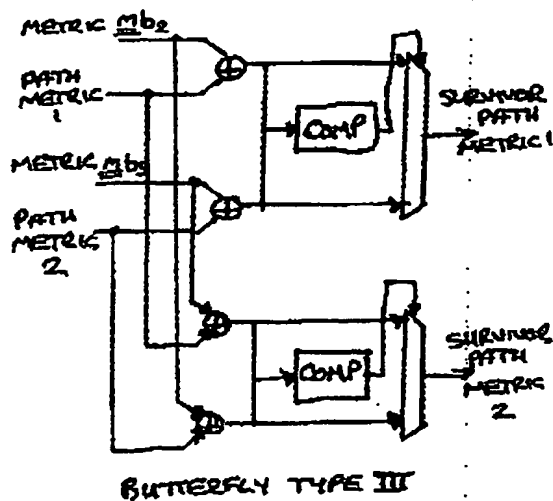 METRIC Mb2
PATH
METRIC
1
METRIC
PATH
METRIC
2
COMP
SURVIVOR
PATH
METRIC 1
COMP
SURVIVOR
PATH
METRIC
2
BUTTERFLY TYPE III